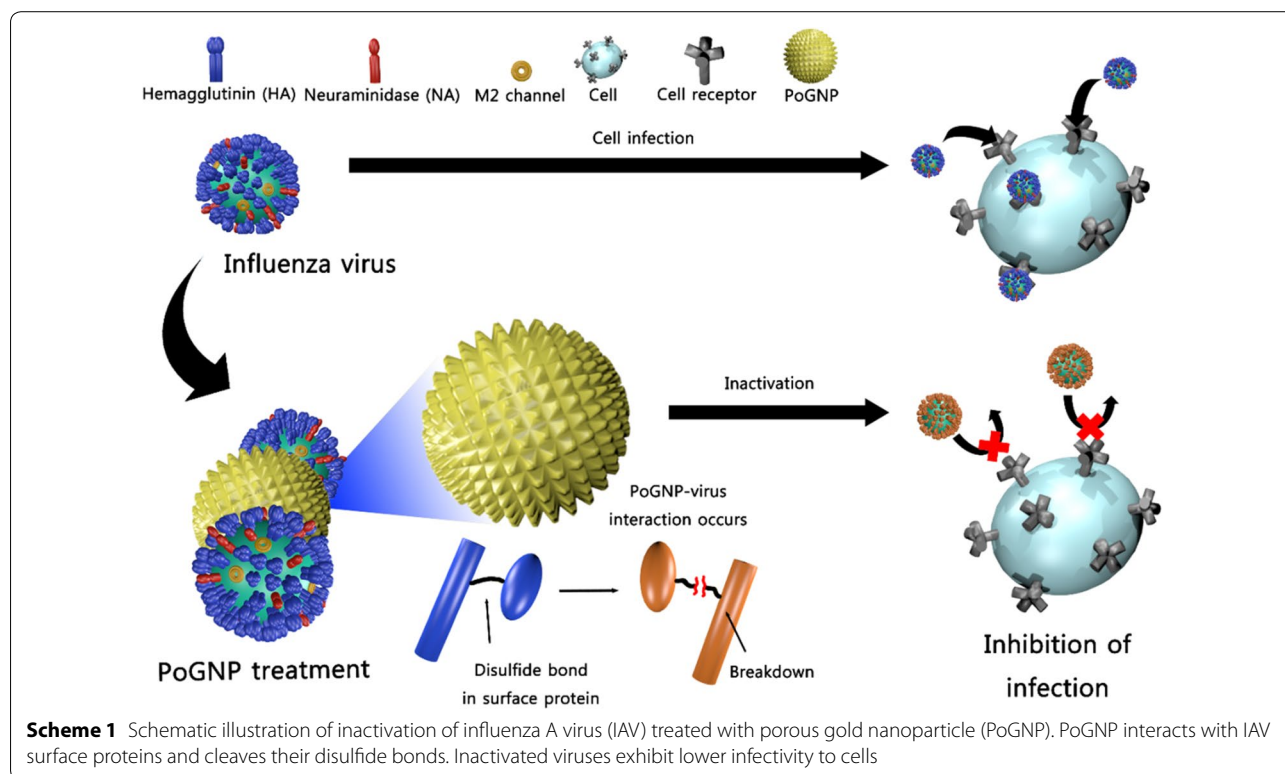 Hemagglutinin (HA) Neuraminidase (NA) M2 channel Cell Cell receptor PoGNP
Cell infection
Influenza virus
Inactivation
PoGNP-virus
interaction occurs
Disulfide bond
in surface protein
Breakdown
PoGNP treatment
Inhibition of
infection
Scheme 1 Schematic illustration of inactivation of influenza A virus (IAV) treated with porous gold nanoparticle (PoGNP). PoGNP interacts with IAV
surface proteins and cleaves their disulfide bonds. Inactivated viruses exhibit lower infectivity to cells